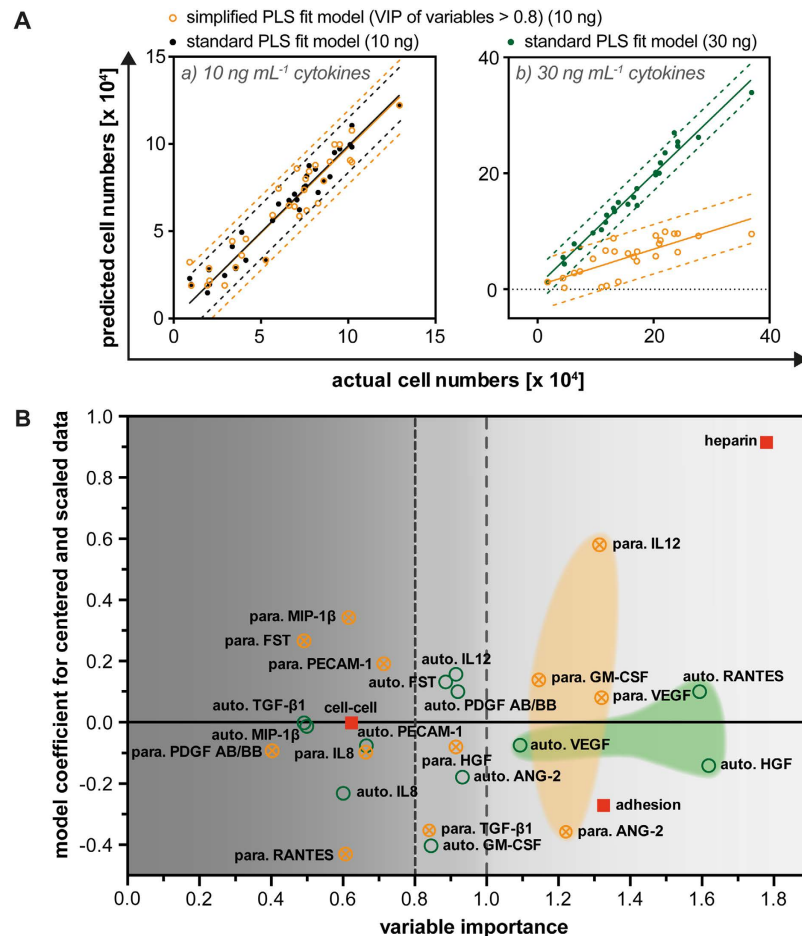 A
simplified PLS fit model (VIP of variables > 0.8) (10 ng)
standard PLS fit model (10 ng)
standard PLS fit model (30 ng)
a) 10 ng mL⁻¹ cytokines
b) 30 ng mL⁻¹ cytokines
predicted cell numbers [x 10⁴]
15
10
5
0
5
10
15
40
20
0
0
20
40
actual cell numbers [x 10⁴]
B
model coefficient for centered and scaled data
1.0
0.8
0.6
0.4
0.2
0.0
-0.2
-0.4
heparin
para. IL12
para. MIP-1β
para. FST
para. PECAM-1
auto. IL12
auto. FST
para. GM-CSF
auto. RANTES
para. VEGF
auto. TGF-β1
cell-cell
auto. PDGF AB/BB
auto. MIP-1β
auto. PECAM-1
para. PDGF AB/BB
para. IL8
para. HGF
auto. VEGF
auto. HGF
auto. ANG-2
auto. IL8
adhesion
para. TGF-β1
para. ANG-2
auto. GM-CSF
para. RANTES
0.0
0.2
0.4
0.6
0.8
1.0
1.2
1.4
1.6
1.8
variable importance